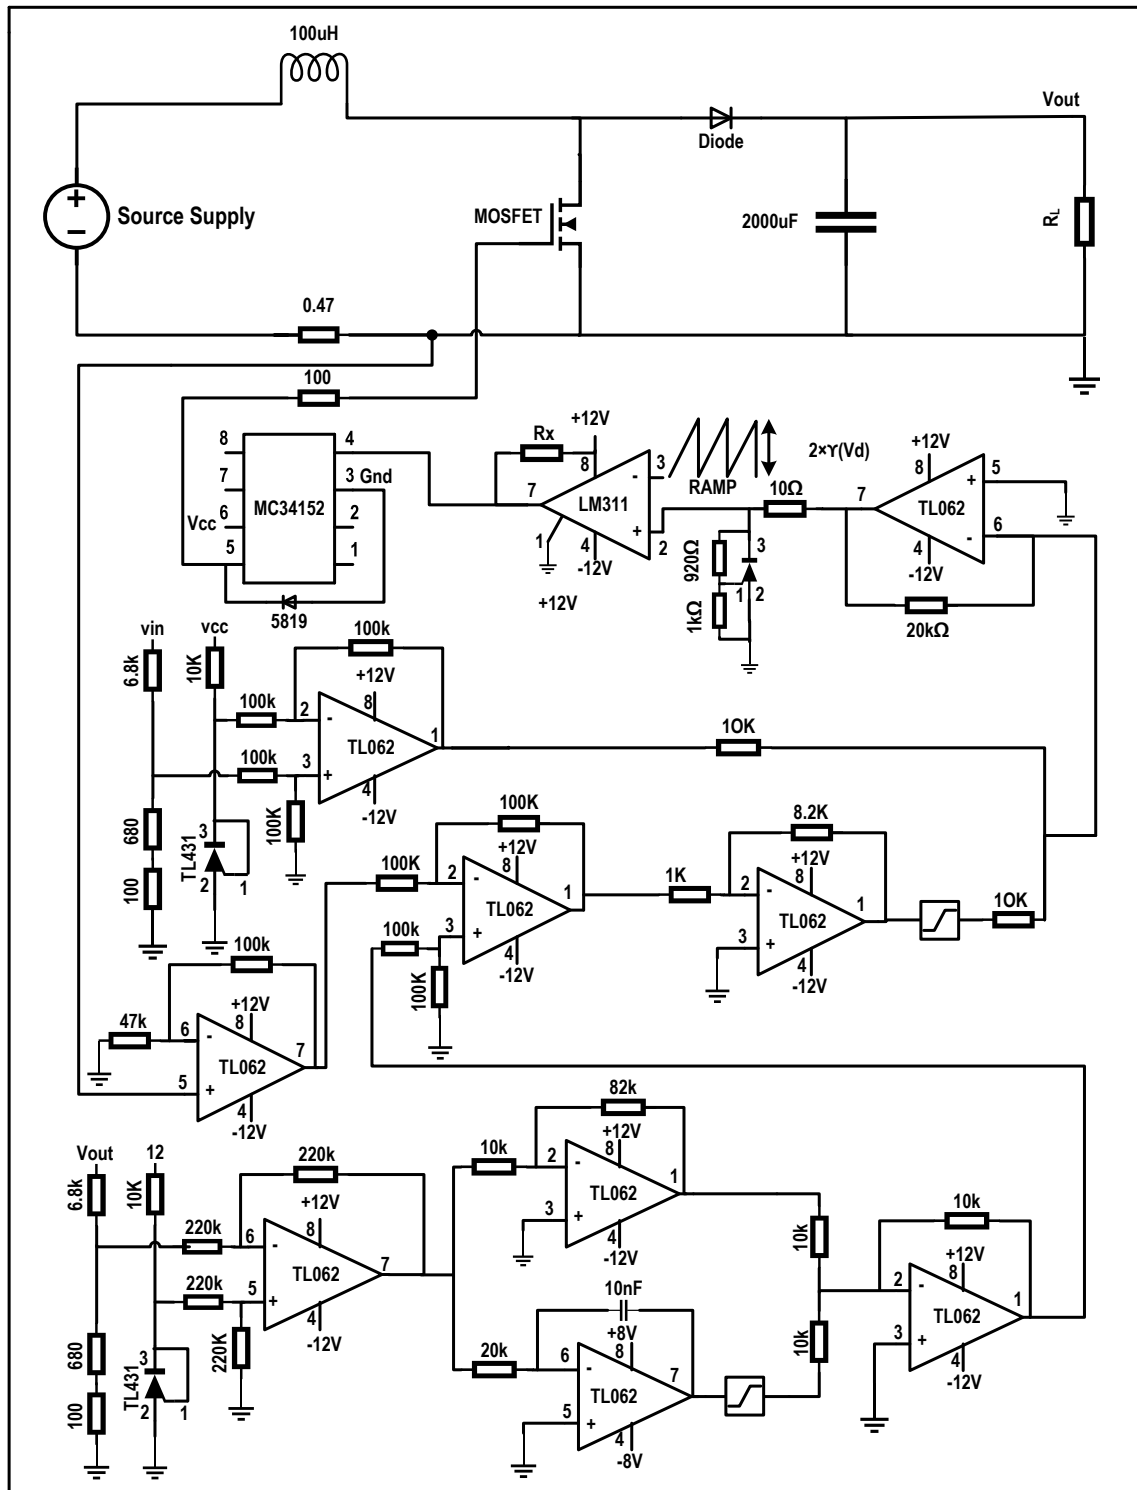 100uH
Vout
Diode
+
−
Source Supply
MOSFET
2000uF
RL
0.47
100
8
7
6
Vcc
5
MC34152
4
3 Gnd
2
1
5819
Rx
+12V
8
7
LM311
-
+
3
2
1
4
-12V
+12V
RAMP
2×ϒ(Vd)
10Ω
920Ω
1kΩ
3
1
2
+12V
8
5
7
TL062
+
-
6
4
-12V
20kΩ
vin
6.8k
680
100
vcc
10K
TL431
3
2
1
100k
100k
100k
100K
+12V
8
2
-
TL062
1
3
+
4
-12V
1OK
100K
100K
100k
100K
+12V
8
2
-
TL062
1
3
+
4
-12V
1K
8.2K
+12V
8
2
-
TL062
1
3
+
4
-12V
1OK
100k
47k
+12V
8
6
-
TL062
7
5
+
4
-12V
Vout
6.8k
680
100
12
10K
TL431
3
2
1
220k
220k
220k
220K
+12V
8
6
-
TL062
7
5
+
4
-12V
82k
10k
+12V
8
2
-
TL062
1
3
+
4
-12V
10nF
20k
+8V
8
6
-
TL062
7
5
+
4
-8V
10k
10k
10k
+12V
8
2
-
TL062
1
3
+
4
-12V